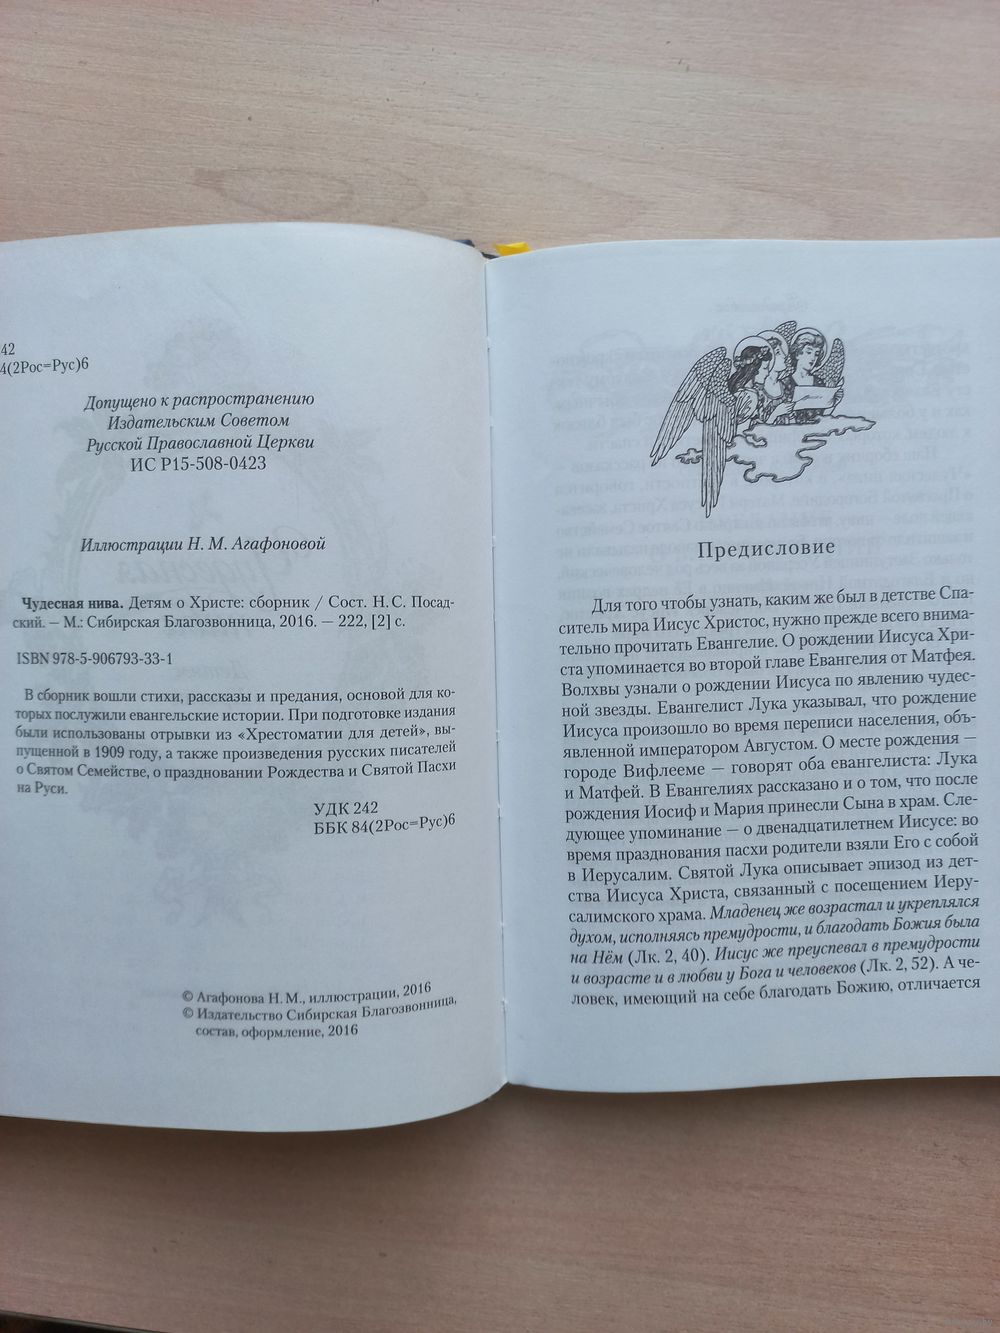 42
4(2Рос=Рус)6
Допущено к распространению
Издательским Советом
Русской Православной Церкви
ИС Р15-508-0423
Иллюстрации Н. М. Агафоновой
Чудесная нива. Детям о Христе: сборник / Сост. Н. С. Посад-
ский. — М.: Сибирская Благозвонница, 2016. — 222, [2] с.
ISBN 978-5-906793-33-1
В сборник вошли стихи, рассказы и предания, основой для ко-
торых послужили евангельские истории. При подготовке издания
были использованы отрывки из «Хрестоматии для детей», вы-
пущенной в 1909 году, а также произведения русских писателей
о Святом Семействе, о праздновании Рождества и Святой Пасхи
на Руси.
УДК 242
ББК 84(2Рос=Рус)6
© Агафонова Н. М., иллюстрации, 2016
© Издательство Сибирская Благозвонница,
состав, оформление, 2016
Предисловие
Для того чтобы узнать, каким же был в детстве Спа-
ситель мира Иисус Христос, нужно прежде всего внима-
тельно прочитать Евангелие. О рождении Иисуса Хри-
ста упоминается во второй главе Евангелия от Матфея.
Волхвы узнали о рождении Иисуса по явлению чудес-
ной звезды. Евангелист Лука указывал, что рождение
Иисуса произошло во время переписи населения, объ-
явленной императором Августом. О месте рождения —
городе Вифлееме — говорят оба евангелиста: Лука
и Матфей. В Евангелиях рассказано и о том, что после
рождения Иосиф и Мария принесли Сына в храм. Сле-
дующее упоминание — о двенадцатилетнем Иисусе: во
время празднования пасхи родители взяли Его с собой
в Иерусалим. Святой Лука описывает эпизод из дет-
ства Иисуса Христа, связанный с посещением Иеру-
салимского храма. Младенец же возрастал и укреплялся
духом, исполняясь премудрости, и благодать Божия была
на Нём (Лк. 2, 40). Иисус же преуспевал в премудрости
и возрасте и в любви у Бога и человеков (Лк. 2, 52). А че-
ловек, имеющий на себе благодать Божию, отличается